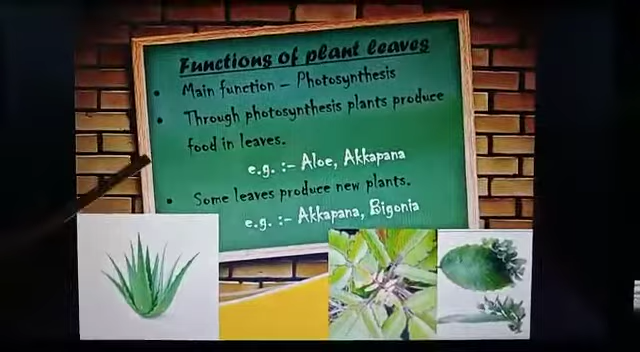 Functions of plant leaves
• Main function – Photosynthesis
• Through photosynthesis plants produce
food in leaves.
e.g. :- Aloe, Akkapana
• Some leaves produce new plants.
e.g. :- Akkapana, Bigonia